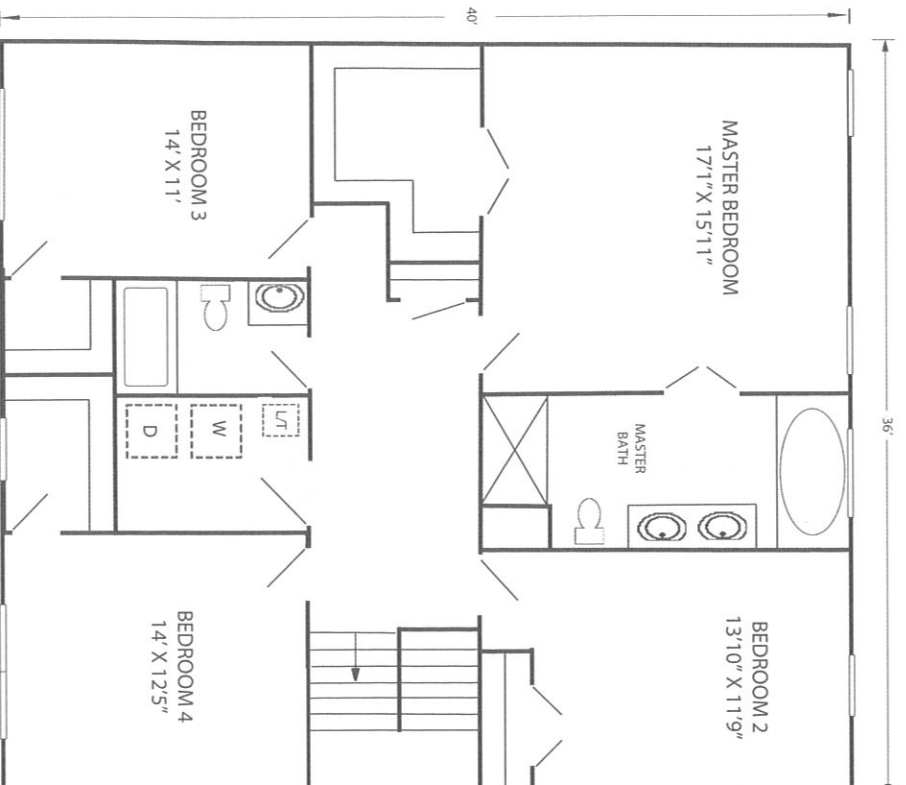 40'
BEDROOM 3
14' X 11'
MASTER BEDROOM
17'1" X 15'11"
36'
MASTER
BATH
L/T
W
D
BEDROOM 4
14' X 12'5"
BEDROOM 2
13'10" X 11'9"